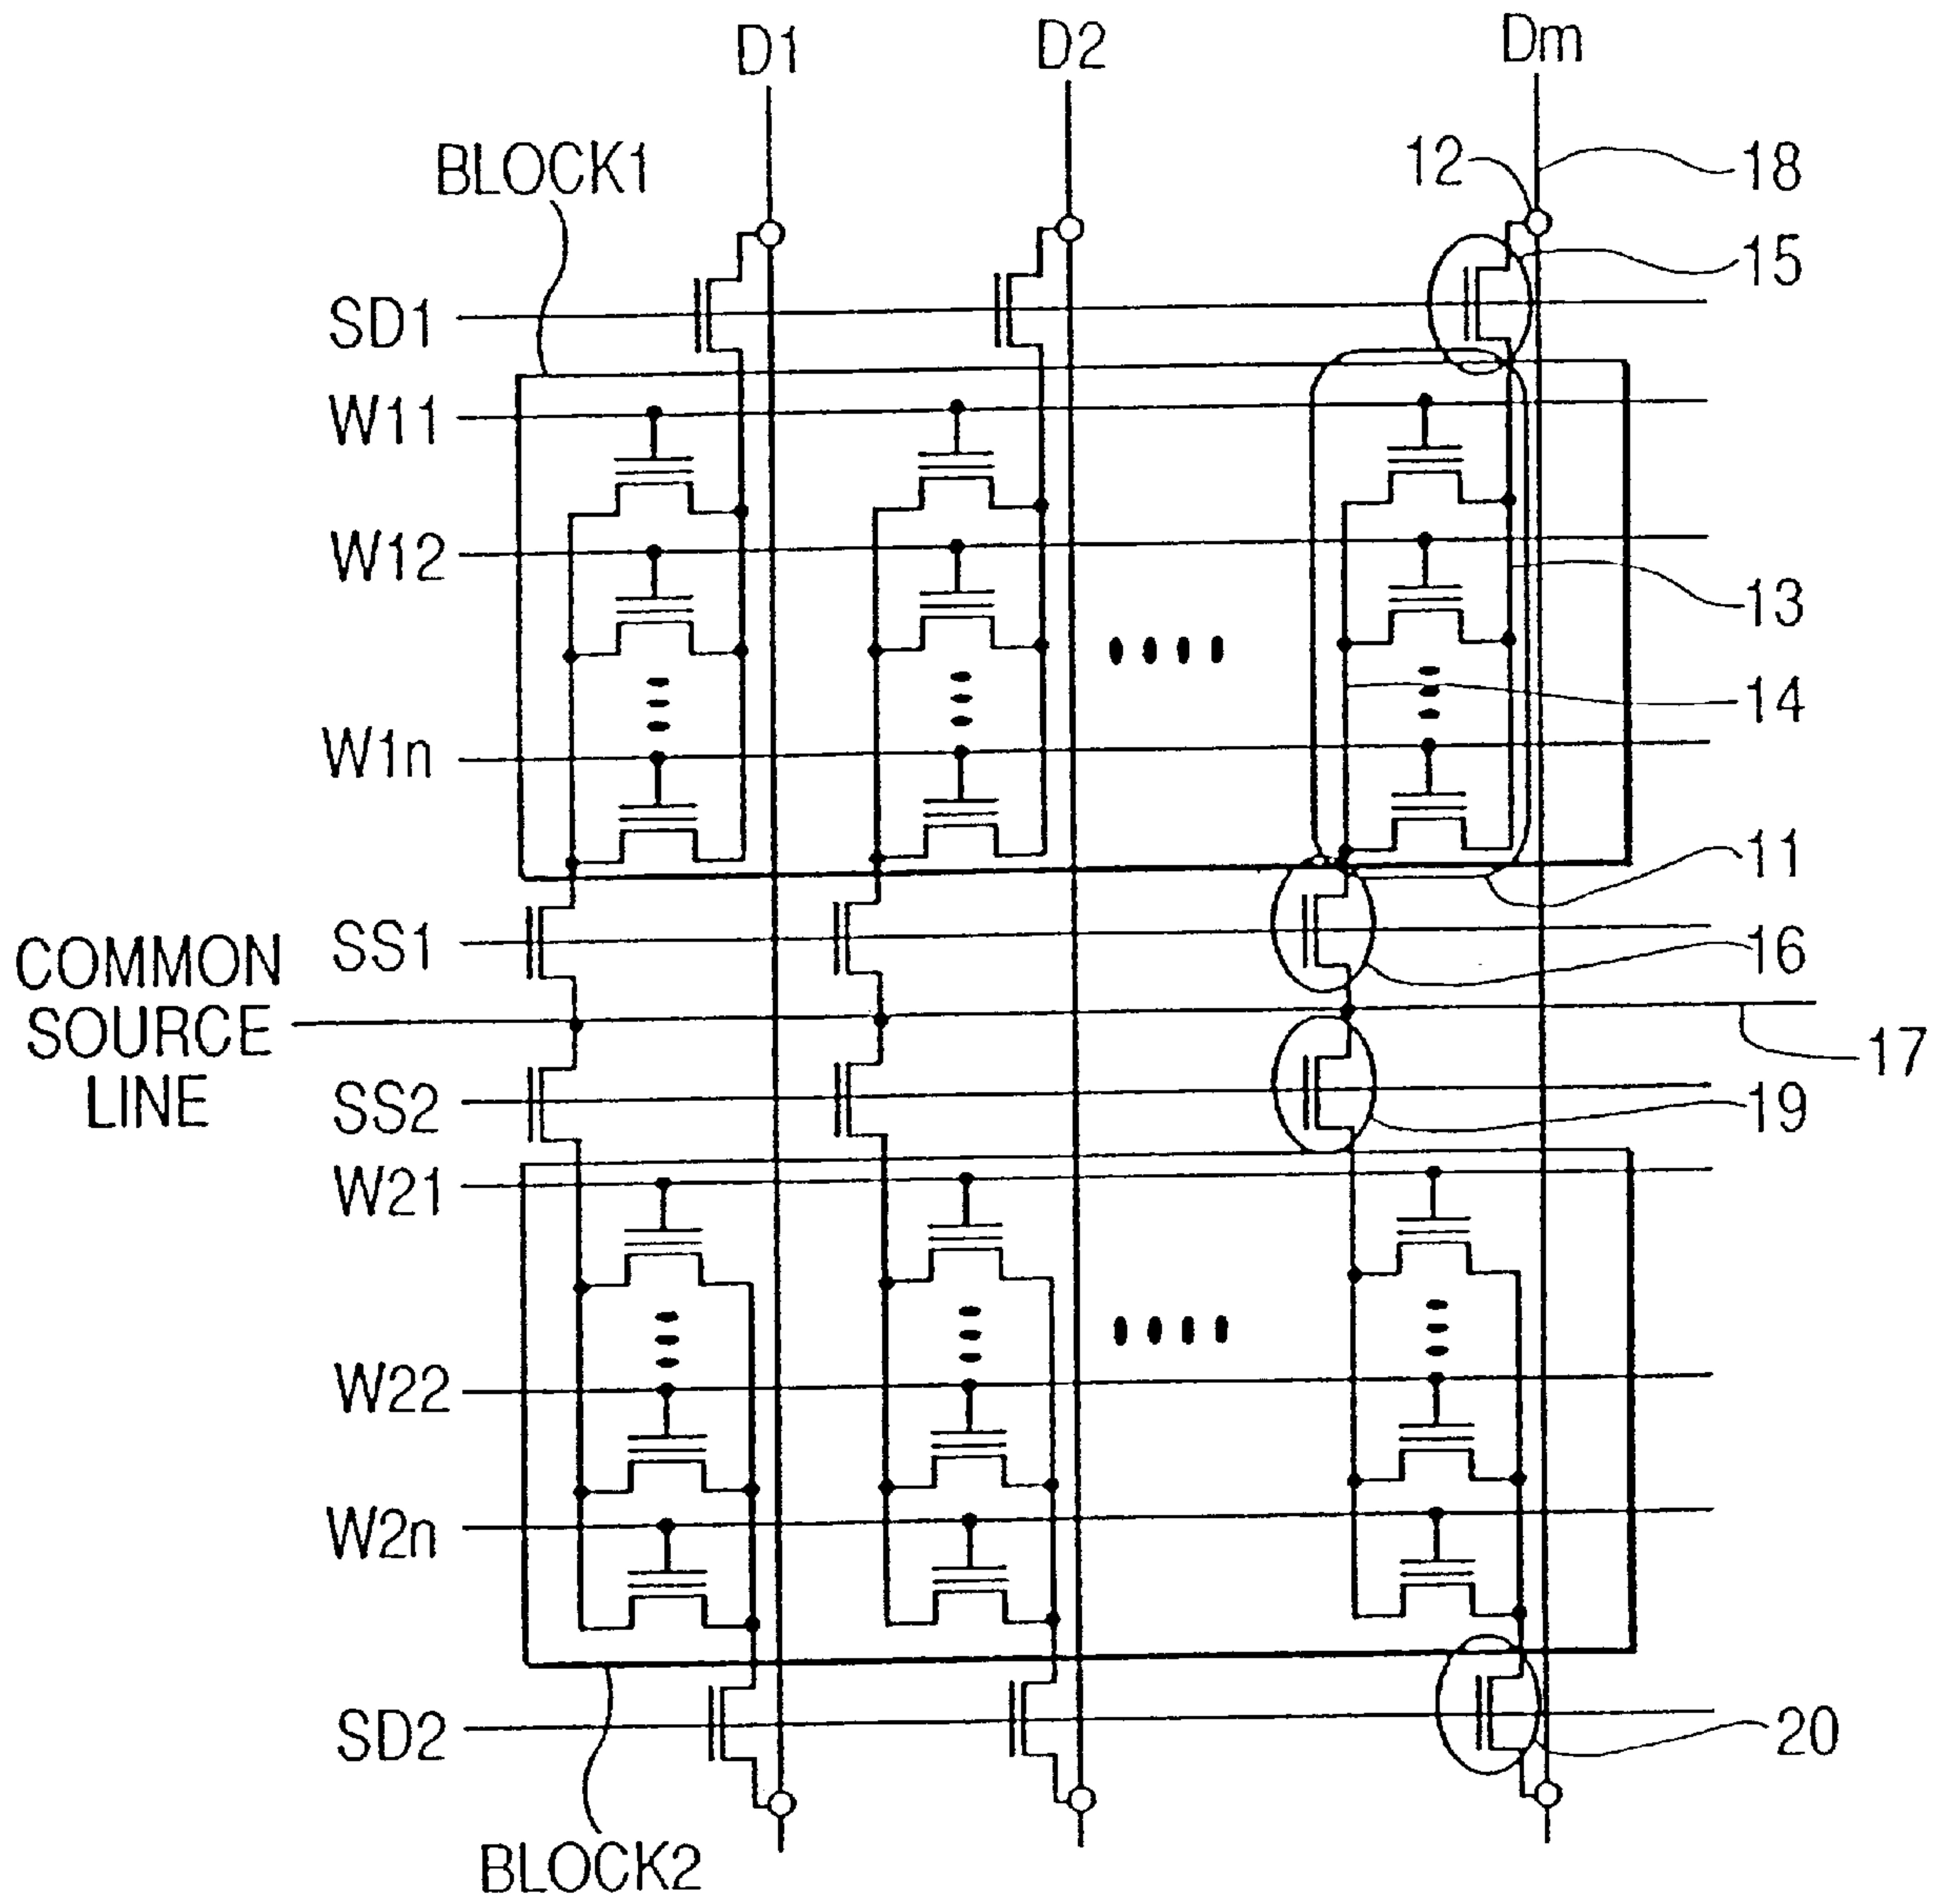 D1 D2 Dm
BLOCK1 12 18
15
SD1
W11
W12
13
14
W1n
11
SS1 16
COMMON
SOURCE
LINE
17
SS2 19
W21
W22
W2n
SD2 20
BLOCK2